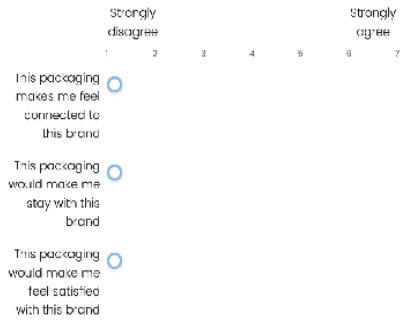 Strongly disagree
Strongly agree
1 2 3 4 5 6 7
This packaging
makes me feel
connected to
this brand
This packaging
would make me
stay with this
brand
This packaging
would make me
feel satisfied
with this brand